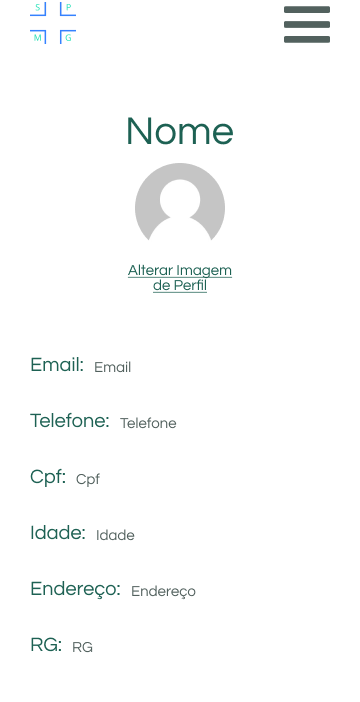 S P
M G
Nome
Alterar Imagem
de Perfil
Email: Email
Telefone: Telefone
Cpf: Cpf
Idade: Idade
Endereço: Endereço
RG: RG